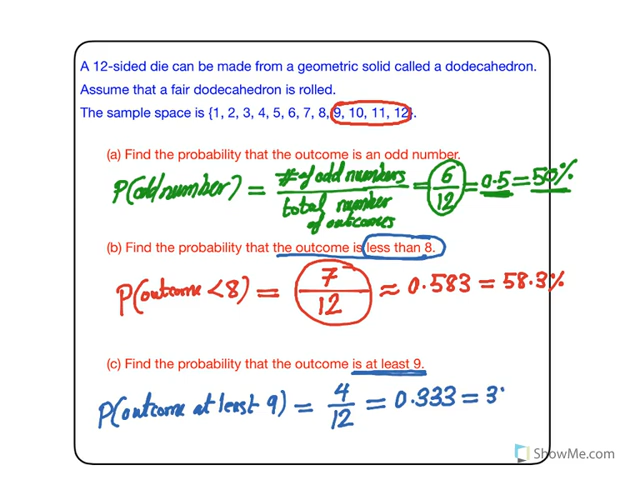 A 12-sided die can be made from a geometric solid called a dodecahedron.
Assume that a fair dodecahedron is rolled.
The sample space is {1, 2, 3, 4, 5, 6, 7, 8, 9, 10, 11, 12}.
(a) Find the probability that the outcome is an odd number.
P(odd number) = # of odd numbers / total number of outcomes = 6/12 = 0.5 = 50%
(b) Find the probability that the outcome is less than 8.
P(outcome < 8) = 7/12 ≈ 0.583 = 58.3%
(c) Find the probability that the outcome is at least 9.
P(outcome at least 9) = 4/12 = 0.333 = 3
ShowMe.com